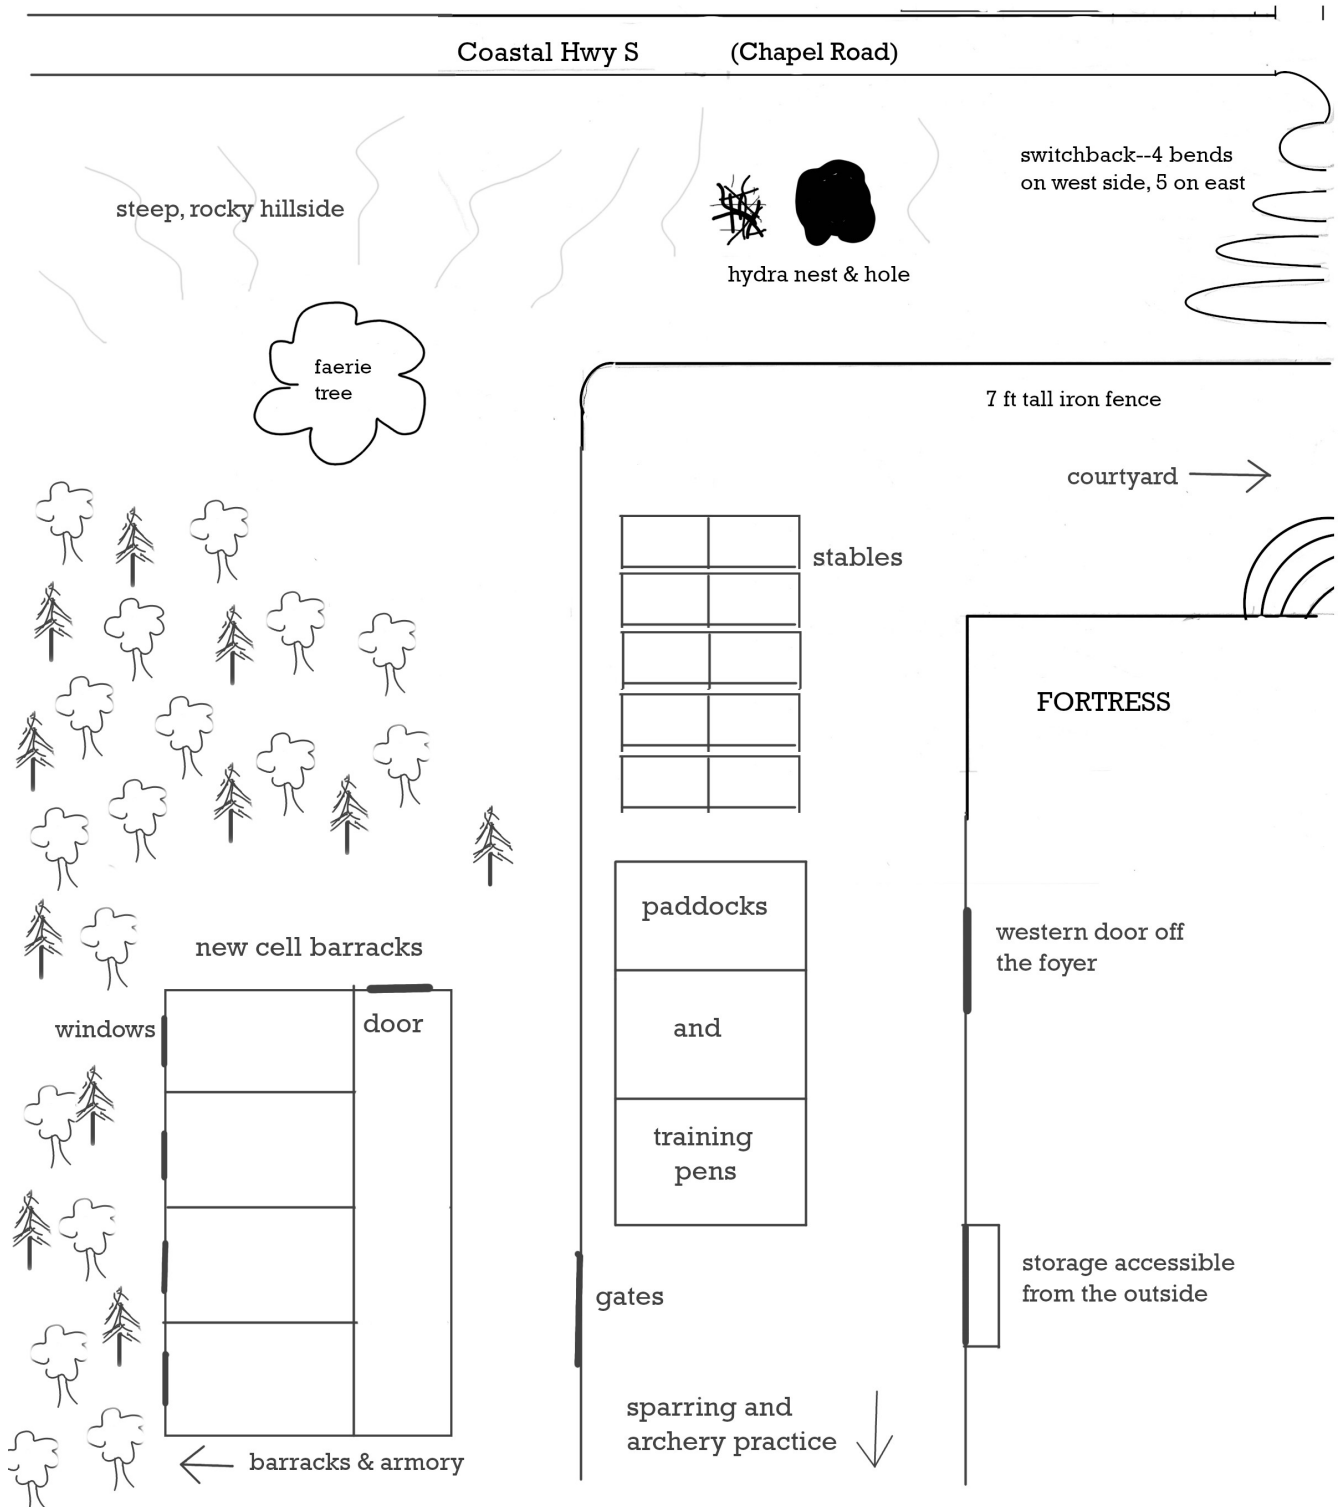 Coastal Hwy S (Chapel Road)
switchback--4 bends
on west side, 5 on east
steep, rocky hillside
hydra nest & hole
faerie
tree
7 ft tall iron fence
courtyard
stables
FORTRESS
paddocks
and
training
pens
western door off
the foyer
new cell barracks
windows
door
storage accessible
from the outside
gates
sparring and
archery practice
barracks & armory